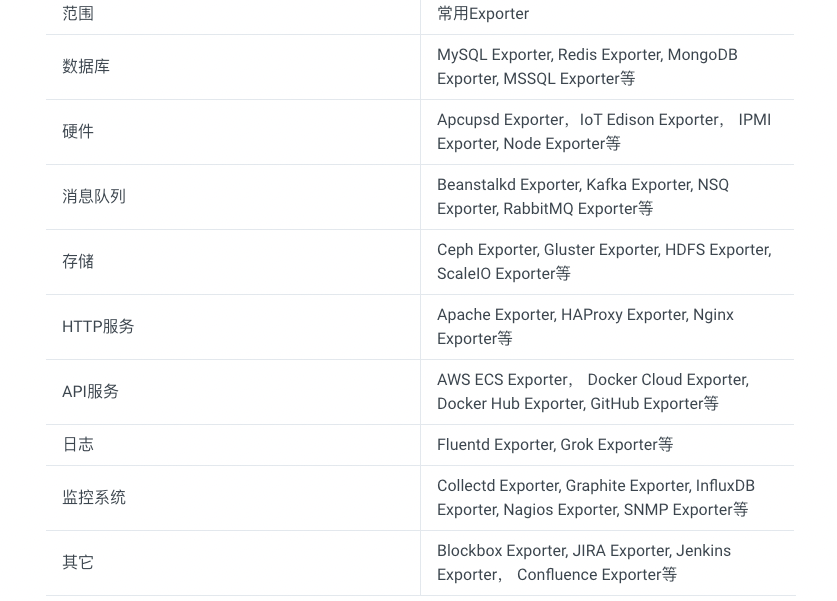 范围
常用Exporter
数据库
MySQL Exporter, Redis Exporter, MongoDB
Exporter, MSSQL Exporter等
硬件
Apcupsd Exporter，IoT Edison Exporter， IPMI
Exporter, Node Exporter等
消息队列
Beanstalkd Exporter, Kafka Exporter, NSQ
Exporter, RabbitMQ Exporter等
存储
Ceph Exporter, Gluster Exporter, HDFS Exporter,
ScaleIO Exporter等
HTTP服务
Apache Exporter, HAProxy Exporter, Nginx
Exporter等
API服务
AWS ECS Exporter， Docker Cloud Exporter,
Docker Hub Exporter, GitHub Exporter等
日志
Fluentd Exporter, Grok Exporter等
监控系统
Collectd Exporter, Graphite Exporter, InfluxDB
Exporter, Nagios Exporter, SNMP Exporter等
其它
Blockbox Exporter, JIRA Exporter, Jenkins
Exporter， Confluence Exporter等